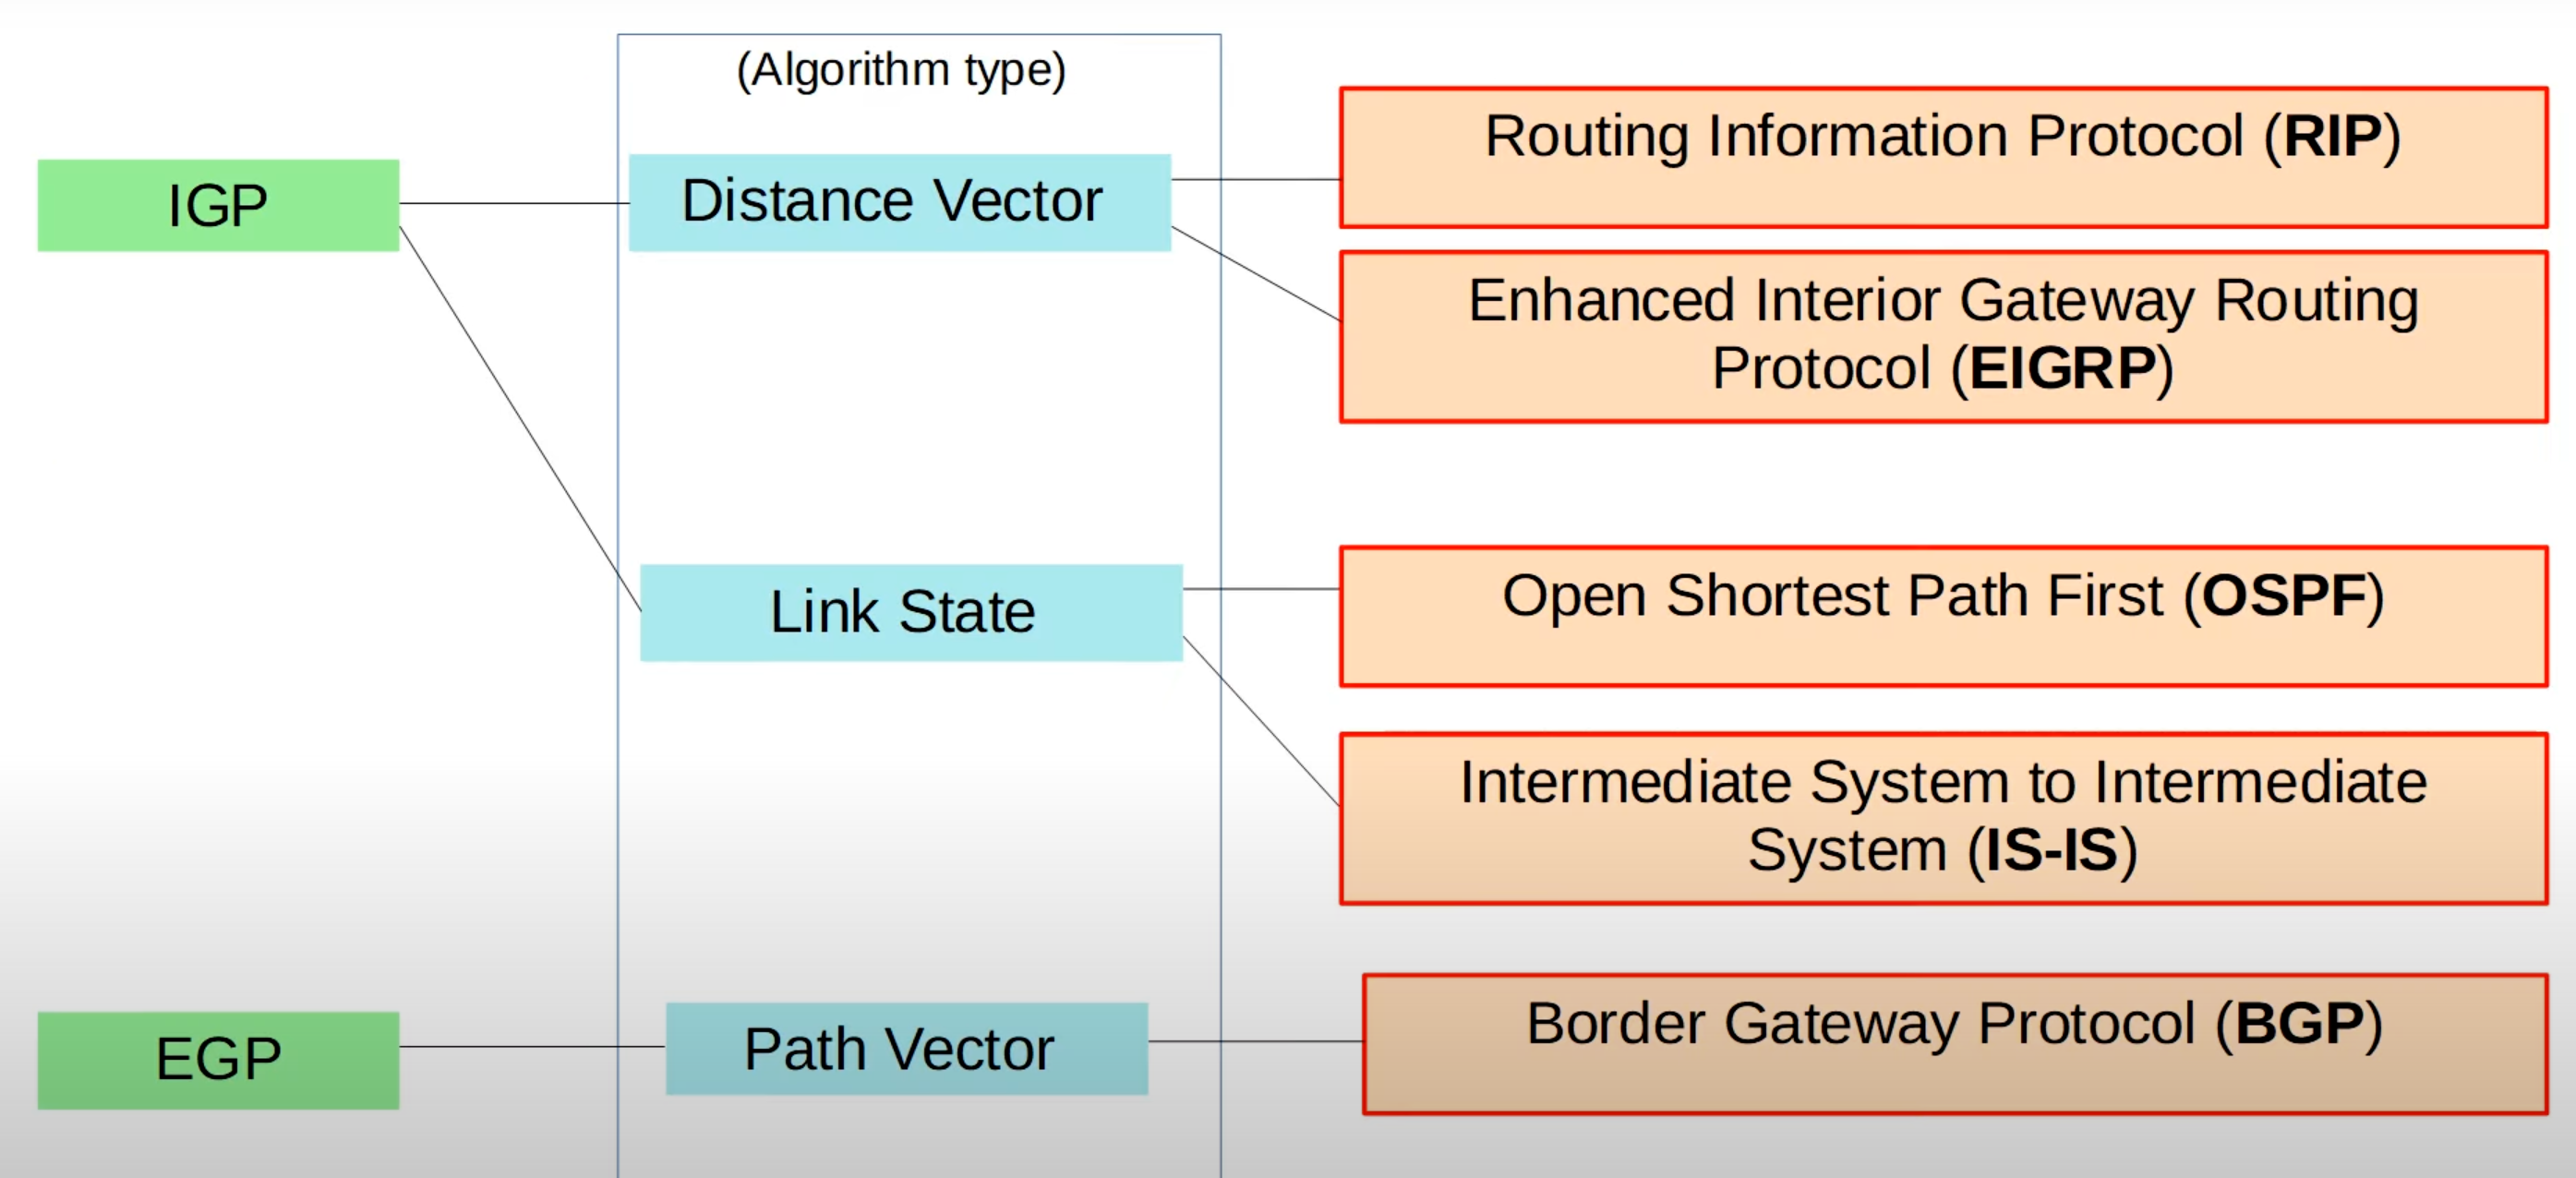 (Algorithm type)
IGP
Distance Vector
Routing Information Protocol (RIP)
Enhanced Interior Gateway Routing
Protocol (EIGRP)
Link State
Open Shortest Path First (OSPF)
Intermediate System to Intermediate
System (IS-IS)
EGP
Path Vector
Border Gateway Protocol (BGP)